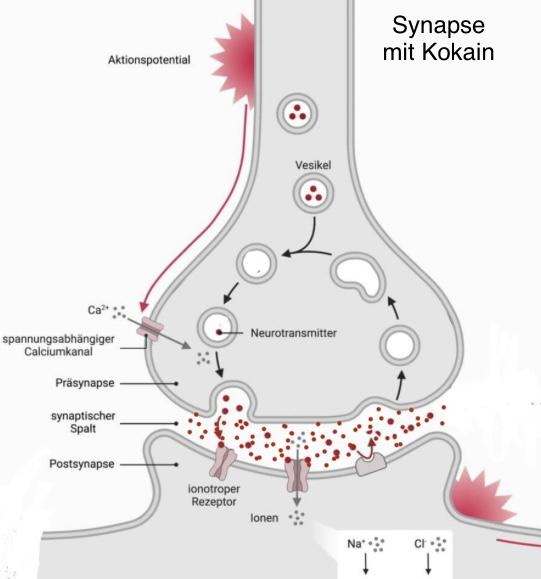 Synapse
mit Kokain
Aktionspotential
Vesikel
Ca²⁺
Neurotransmitter
spannungsabhängiger
Calciumkanal
Präsynapse
synaptischer
Spalt
Postsynapse
ionotroper
Rezeptor
Ionen
Na⁺
Cl⁻